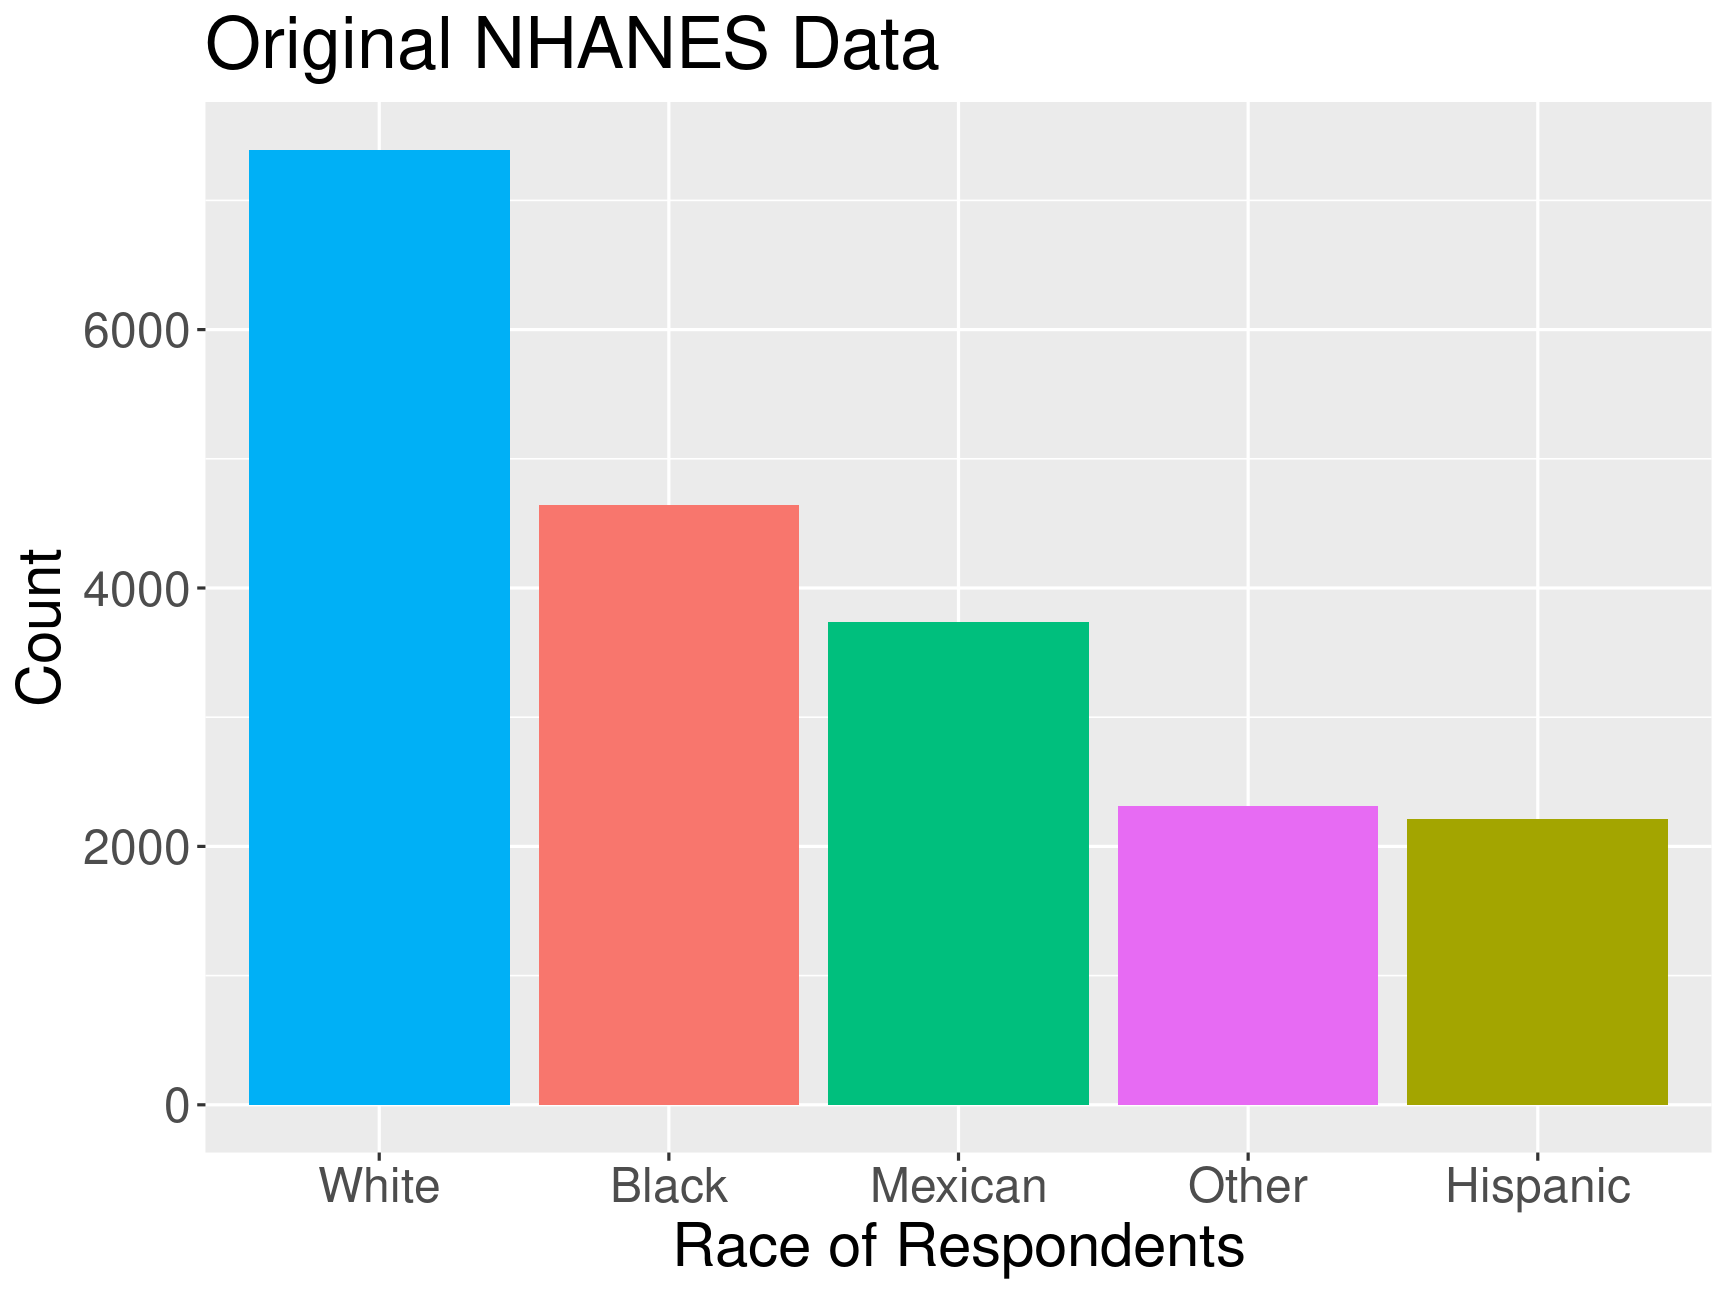 Original NHANES Data
6000
4000
2000
0
Count
White Black Mexican Other Hispanic
Race of Respondents